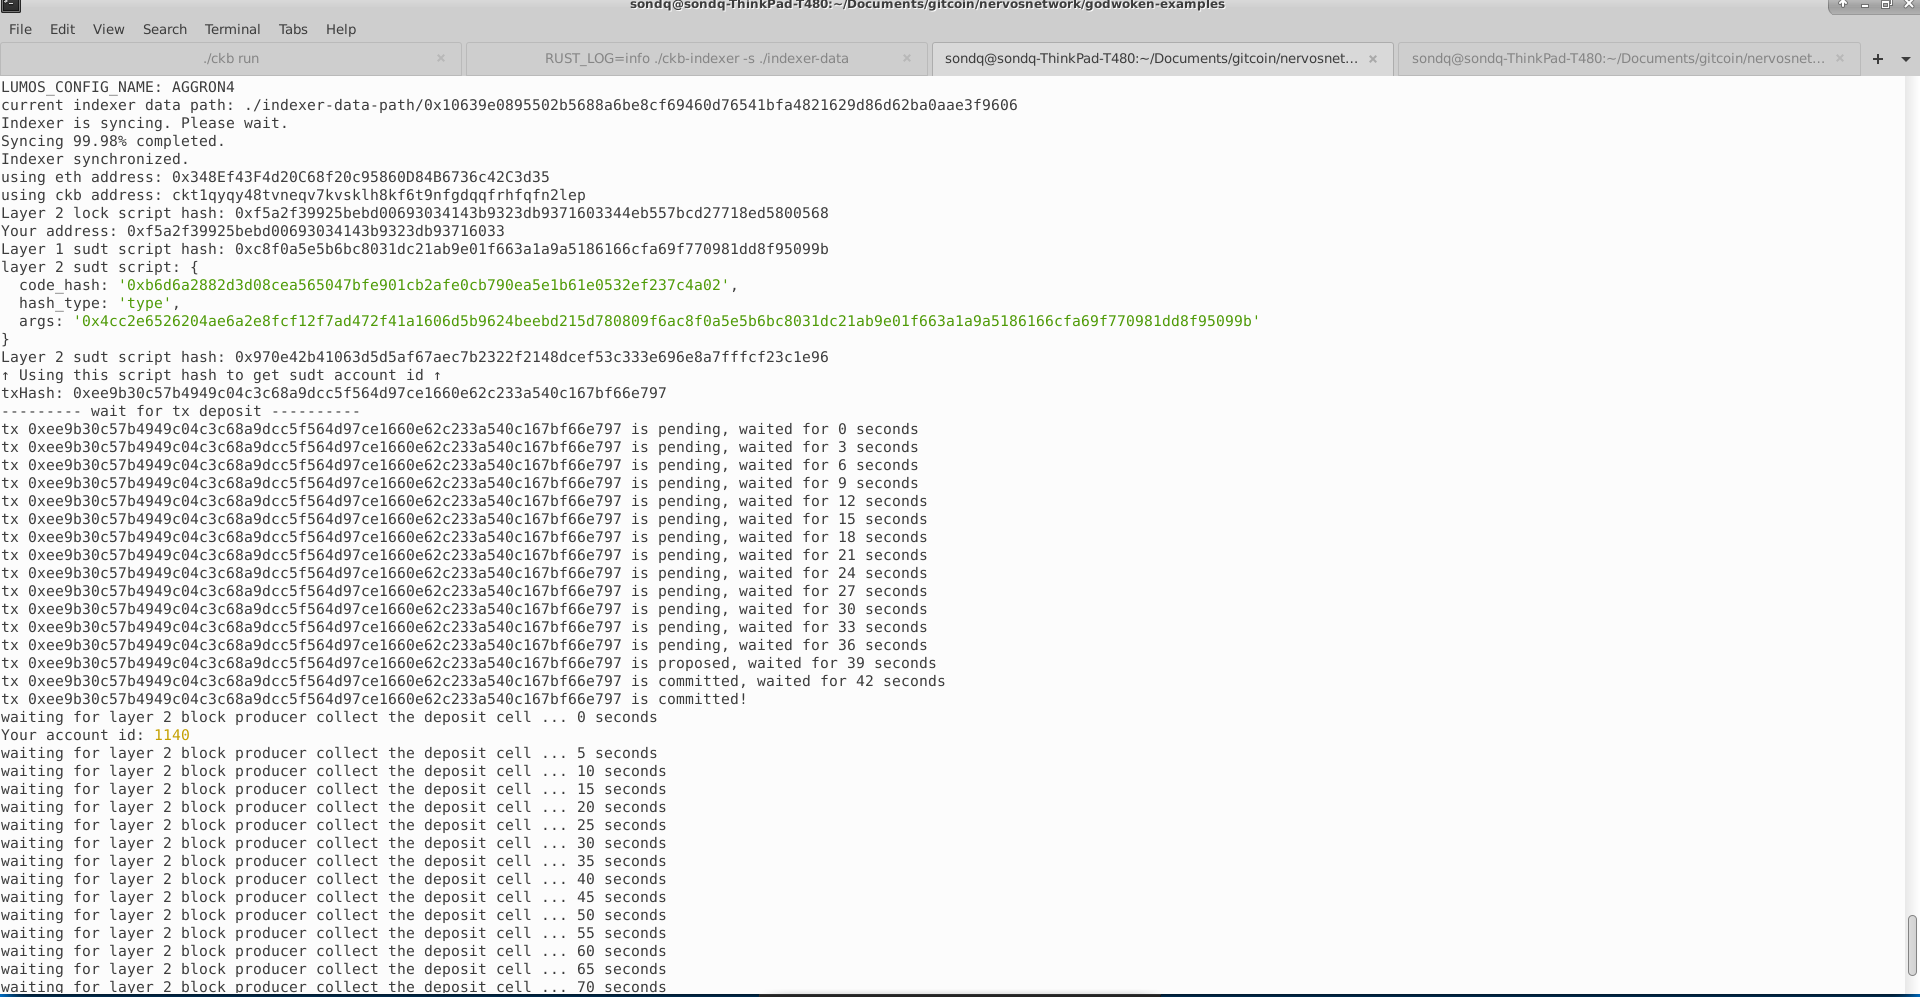 sondq@sondq-ThinkPad-T480:~/Documents/gitcoin/nervosnetwork/godwoken-examples
File Edit View Search Terminal Tabs Help
./ckb run
RUST_LOG=info ./ckb-indexer -s ./indexer-data
sondq@sondq-ThinkPad-T480:~/Documents/gitcoin/nervosnet...
sondq@sondq-ThinkPad-T480:~/Documents/gitcoin/nervosnet...
LUMOS_CONFIG_NAME: AGGRON4
current indexer data path: ./indexer-data-path/0x10639e0895502b5688a6be8cf69460d76541bfa4821629d86d62ba0aae3f9606
Indexer is syncing. Please wait.
Syncing 99.98% completed.
Indexer synchronized.
using eth address: 0x348Ef43F4d20C68f20c95860D84B6736c42C3d35
using ckb address: ckt1qyqy48tvneqv7kvsklh8kf6t9nfgdqqfrhfqfn2lep
Layer 2 lock script hash: 0xf5a2f39925bebd00693034143b9323db9371603344eb557bcd27718ed5800568
Your address: 0xf5a2f39925bebd00693034143b9323db93716033
Layer 1 sudt script hash: 0xc8f0a5e5b6bc8031dc21ab9e01f663a1a9a5186166cfa69f770981dd8f95099b
layer 2 sudt script: {
  code_hash: '0xb6d6a2882d3d08cea565047bfe901cb2afe0cb790ea5e1b61e0532ef237c4a02',
  hash_type: 'type',
  args: '0x4cc2e6526204ae6a2e8fcf12f7ad472f41a1606d5b9624beebd215d780809f6ac8f0a5e5b6bc8031dc21ab9e01f663a1a9a5186166cfa69f770981dd8f95099b'
}
Layer 2 sudt script hash: 0x970e42b41063d5d5af67aec7b2322f2148dcef53c333e696e8a7fffcf23c1e96
↑ Using this script hash to get sudt account id ↑
txHash: 0xee9b30c57b4949c04c3c68a9dcc5f564d97ce1660e62c233a540c167bf66e797
--------- wait for tx deposit ----------
tx 0xee9b30c57b4949c04c3c68a9dcc5f564d97ce1660e62c233a540c167bf66e797 is pending, waited for 0 seconds
tx 0xee9b30c57b4949c04c3c68a9dcc5f564d97ce1660e62c233a540c167bf66e797 is pending, waited for 3 seconds
tx 0xee9b30c57b4949c04c3c68a9dcc5f564d97ce1660e62c233a540c167bf66e797 is pending, waited for 6 seconds
tx 0xee9b30c57b4949c04c3c68a9dcc5f564d97ce1660e62c233a540c167bf66e797 is pending, waited for 9 seconds
tx 0xee9b30c57b4949c04c3c68a9dcc5f564d97ce1660e62c233a540c167bf66e797 is pending, waited for 12 seconds
tx 0xee9b30c57b4949c04c3c68a9dcc5f564d97ce1660e62c233a540c167bf66e797 is pending, waited for 15 seconds
tx 0xee9b30c57b4949c04c3c68a9dcc5f564d97ce1660e62c233a540c167bf66e797 is pending, waited for 18 seconds
tx 0xee9b30c57b4949c04c3c68a9dcc5f564d97ce1660e62c233a540c167bf66e797 is pending, waited for 21 seconds
tx 0xee9b30c57b4949c04c3c68a9dcc5f564d97ce1660e62c233a540c167bf66e797 is pending, waited for 24 seconds
tx 0xee9b30c57b4949c04c3c68a9dcc5f564d97ce1660e62c233a540c167bf66e797 is pending, waited for 27 seconds
tx 0xee9b30c57b4949c04c3c68a9dcc5f564d97ce1660e62c233a540c167bf66e797 is pending, waited for 30 seconds
tx 0xee9b30c57b4949c04c3c68a9dcc5f564d97ce1660e62c233a540c167bf66e797 is pending, waited for 33 seconds
tx 0xee9b30c57b4949c04c3c68a9dcc5f564d97ce1660e62c233a540c167bf66e797 is pending, waited for 36 seconds
tx 0xee9b30c57b4949c04c3c68a9dcc5f564d97ce1660e62c233a540c167bf66e797 is proposed, waited for 39 seconds
tx 0xee9b30c57b4949c04c3c68a9dcc5f564d97ce1660e62c233a540c167bf66e797 is committed, waited for 42 seconds
tx 0xee9b30c57b4949c04c3c68a9dcc5f564d97ce1660e62c233a540c167bf66e797 is committed!
waiting for layer 2 block producer collect the deposit cell ... 0 seconds
Your account id: 1140
waiting for layer 2 block producer collect the deposit cell ... 5 seconds
waiting for layer 2 block producer collect the deposit cell ... 10 seconds
waiting for layer 2 block producer collect the deposit cell ... 15 seconds
waiting for layer 2 block producer collect the deposit cell ... 20 seconds
waiting for layer 2 block producer collect the deposit cell ... 25 seconds
waiting for layer 2 block producer collect the deposit cell ... 30 seconds
waiting for layer 2 block producer collect the deposit cell ... 35 seconds
waiting for layer 2 block producer collect the deposit cell ... 40 seconds
waiting for layer 2 block producer collect the deposit cell ... 45 seconds
waiting for layer 2 block producer collect the deposit cell ... 50 seconds
waiting for layer 2 block producer collect the deposit cell ... 55 seconds
waiting for layer 2 block producer collect the deposit cell ... 60 seconds
waiting for layer 2 block producer collect the deposit cell ... 65 seconds
waiting for layer 2 block producer collect the deposit cell ... 70 seconds